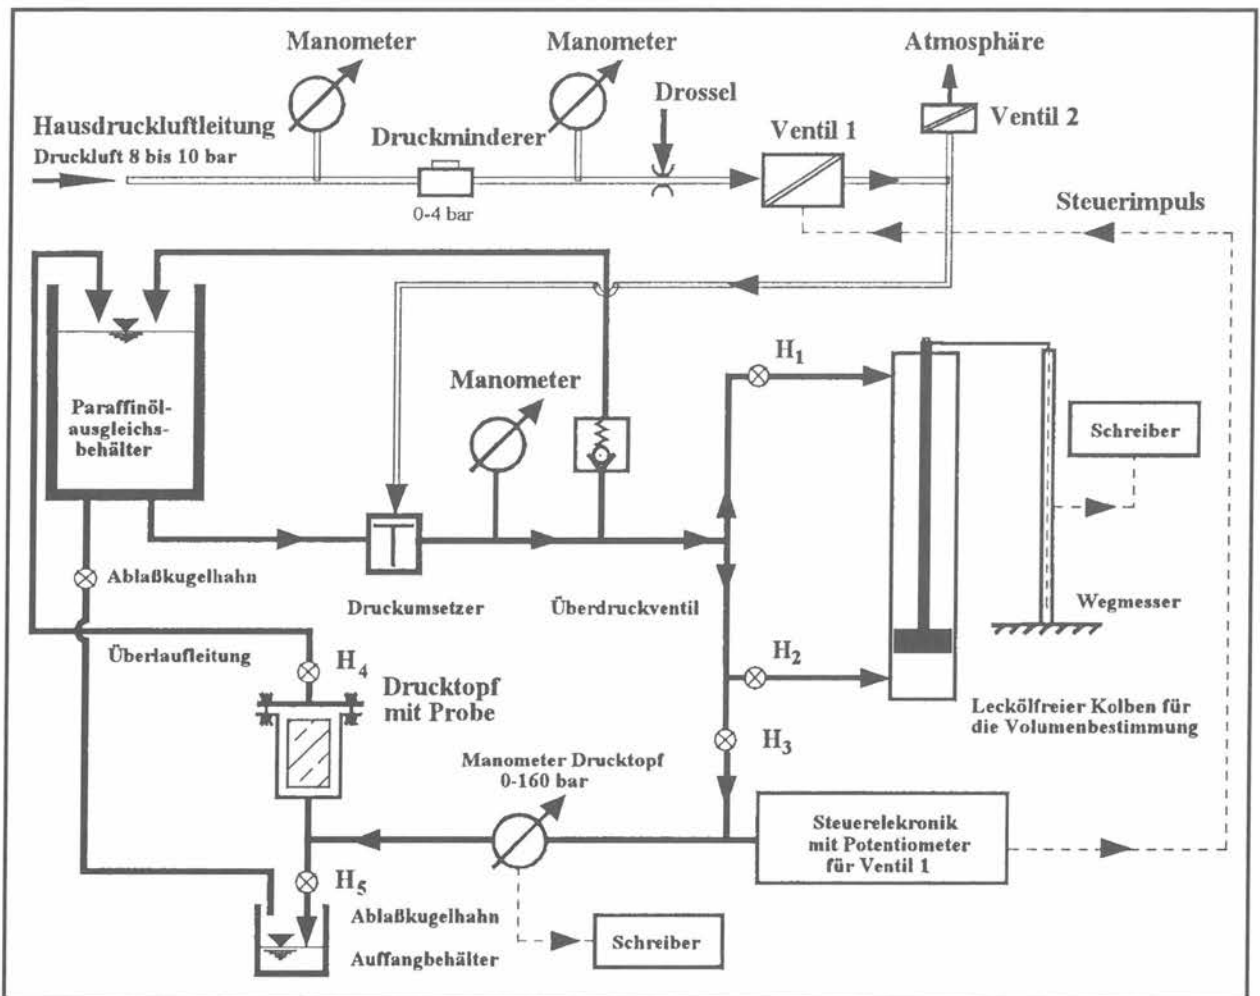 Manometer
Manometer
Atmosphäre
Drossel
Hausdruckluftleitung
Druckluft 8 bis 10 bar
Druckminderer
Ventil 1
Ventil 2
0-4 bar
Steuerimpuls
H1
Manometer
Paraffinöl-
ausgleichs-
behälter
Schreiber
Ablaßkugelhahn
Druckumsetzer
Überdruckventil
Wegmesser
Überlaufleitung
H4
H2
Drucktopf
mit Probe
Leckölfreier Kolben für
die Volumenbestimmung
H3
Manometer Drucktopf
0-160 bar
Steuerelekronik
mit Potentiometer
für Ventil 1
H5
Ablaßkugelhahn
Auffangbehälter
Schreiber